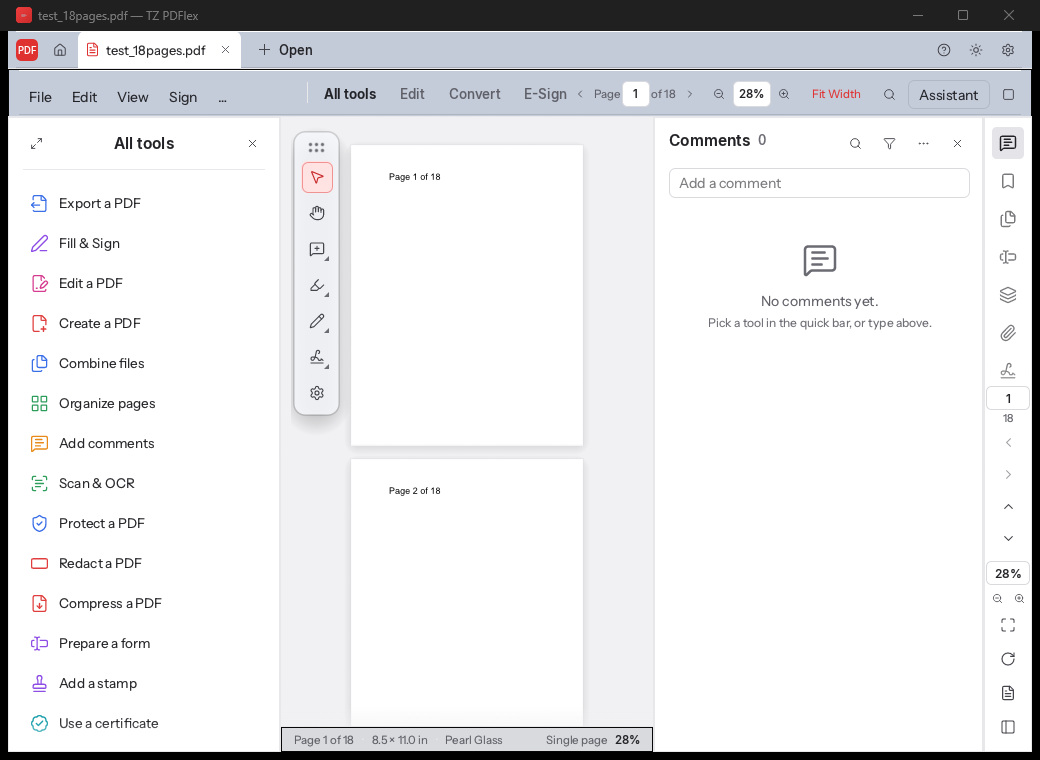 test_18pages.pdf — TZ PDFlex
PDF
test_18pages.pdf
Open
File Edit View Sign ...
All tools Edit Convert E-Sign
Page 1 of 18
28%
Fit Width
Assistant
All tools
Export a PDF
Fill & Sign
Edit a PDF
Create a PDF
Combine files
Organize pages
Add comments
Scan & OCR
Protect a PDF
Redact a PDF
Compress a PDF
Prepare a form
Add a stamp
Use a certificate
Page 1 of 18
Page 2 of 18
Page 1 of 18 8.5 × 11.0 in Pearl Glass Single page 28%
Comments 0
Add a comment
No comments yet.
Pick a tool in the quick bar, or type above.
1
18
28%